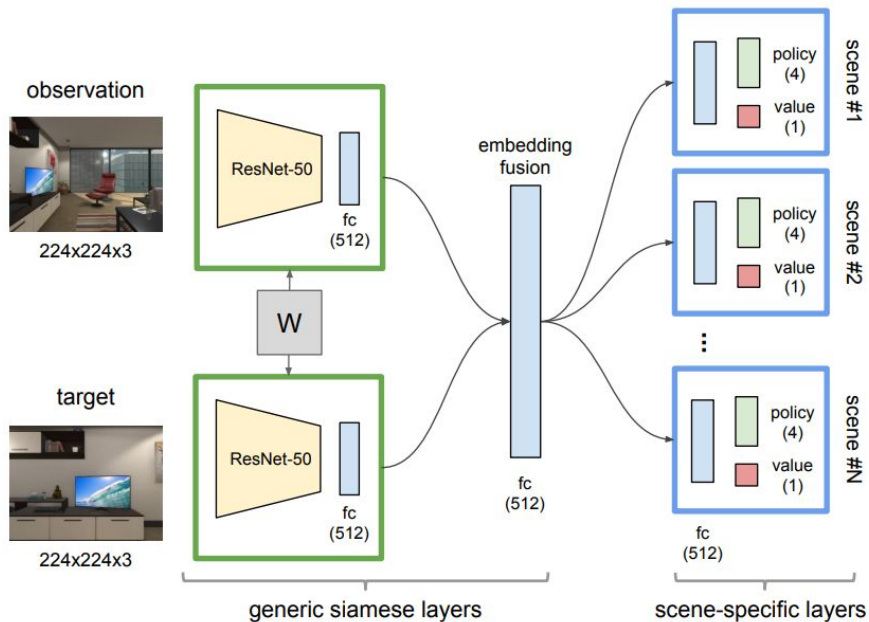 observation
224x224x3
ResNet-50
fc
(512)
W
target
224x224x3
ResNet-50
fc
(512)
generic siamese layers
embedding
fusion
fc
(512)
policy
(4)
value
(1)
scene #1
policy
(4)
value
(1)
scene #2
...
policy
(4)
value
(1)
scene #N
fc
(512)
scene-specific layers